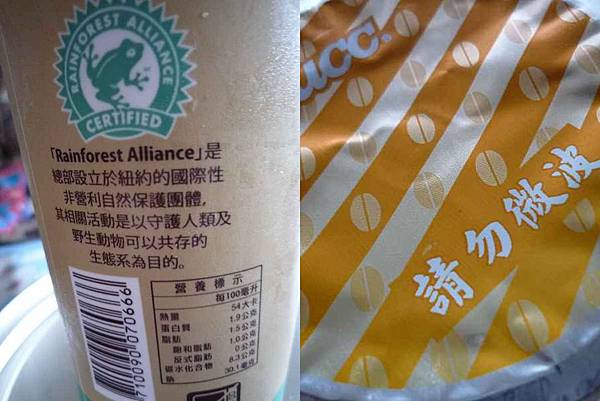 RAINFOREST ALLIANCE
CERTIFIED
「Rainforest Alliance」是
總部設立於紐約的國際性
非營利自然保護團體,
其相關活動是以守護人類及
野生動物可以共存的
生態系為目的。
710090 070666
營養標示
每100毫升
熱量 54大卡
蛋白質 1.9公克
脂肪 1.5公克
飽和脂肪 1.0公克
反式脂肪 0公克
碳水化合物 8.3公克
鈉 30.1毫克
ucc
請勿微波